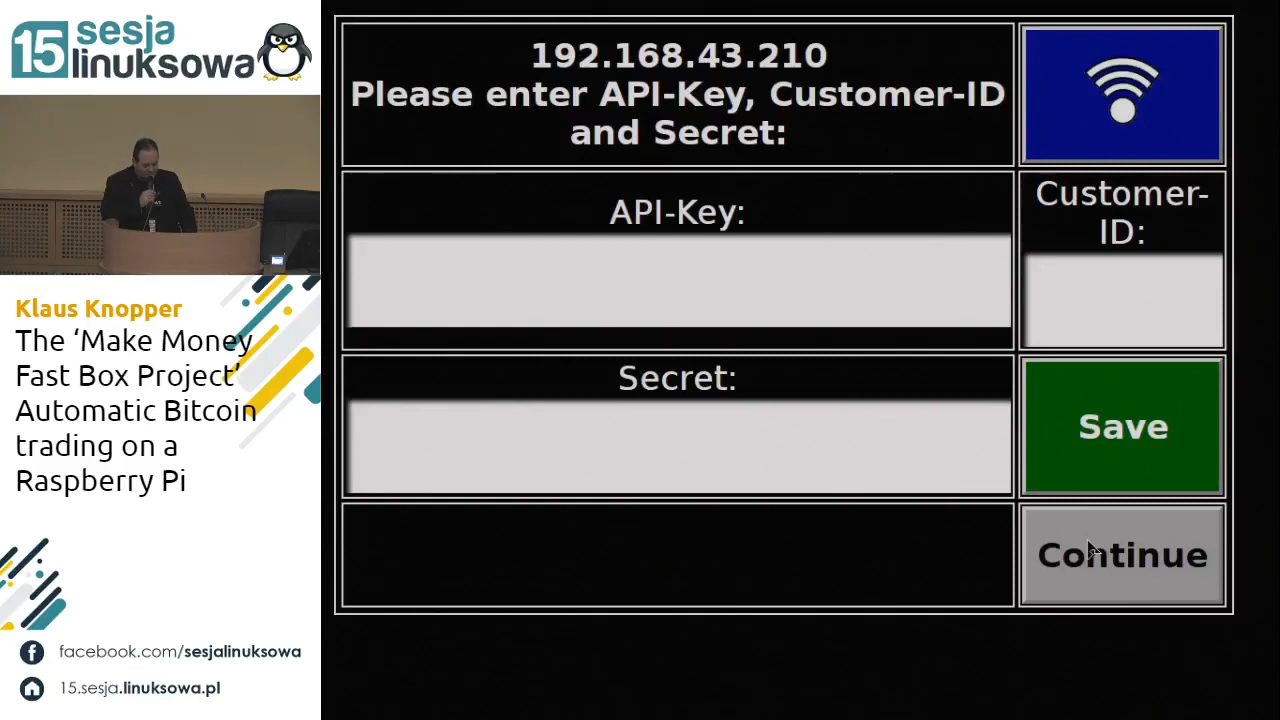 15 sesja
linuksowa
Klaus Knopper
The ‘Make Money
Fast Box Project’
Automatic Bitcoin
trading on a
Raspberry Pi
facebook.com/sesjalinuksowa
15.sesja.linuksowa.pl
192.168.43.210
Please enter API-Key, Customer-ID
and Secret:
API-Key:
Customer-
ID:
Secret:
Save
Continue